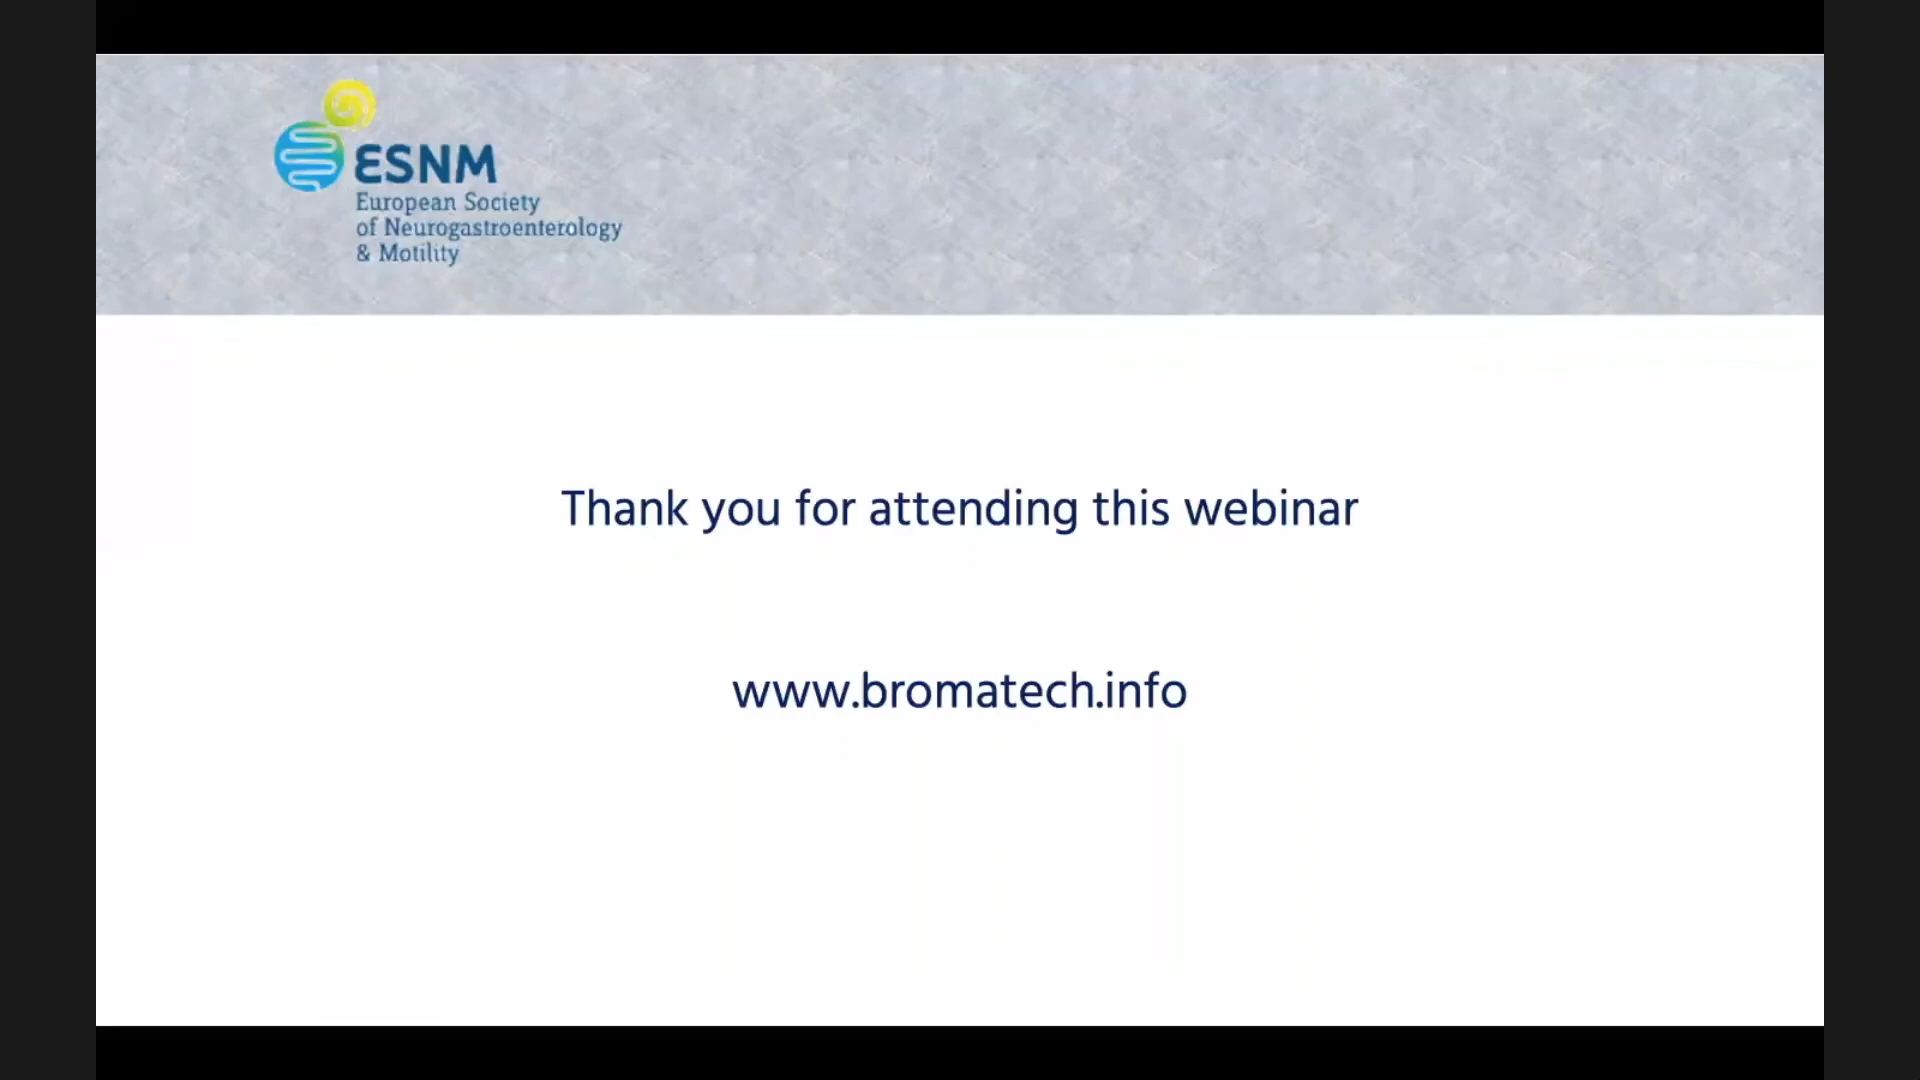 ESNM
European Society
of Neurogastroenterology
& Motility
Thank you for attending this webinar
www.bromatech.info